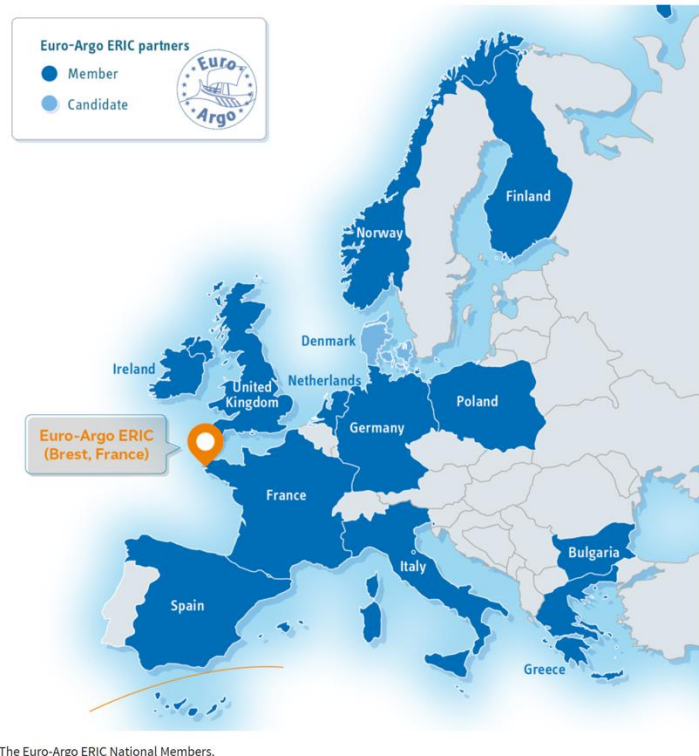 Euro-Argo ERIC partners
Member
Candidate
Euro-
Argo
Finland
Norway
Denmark
Ireland
Netherlands
United
Kingdom
Poland
Germany
Euro-Argo ERIC
(Brest, France)
France
Bulgaria
Italy
Spain
Greece
The Euro-Argo ERIC National Members.